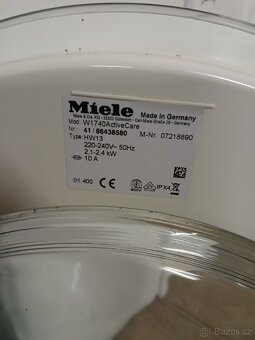 Miele Made in Germany
Miele & Cie. KG · 33332 Gütersloh · Carl-Miele-Straße 29 · Germany
Mod. W1740ActiveCare
Nr. 41/86438560 M-Nr. 07218690
Type: HW13
220-240V~ 50Hz
2.1-2.4 kW
10 A
01.400 CE IPX4
bazos.cz